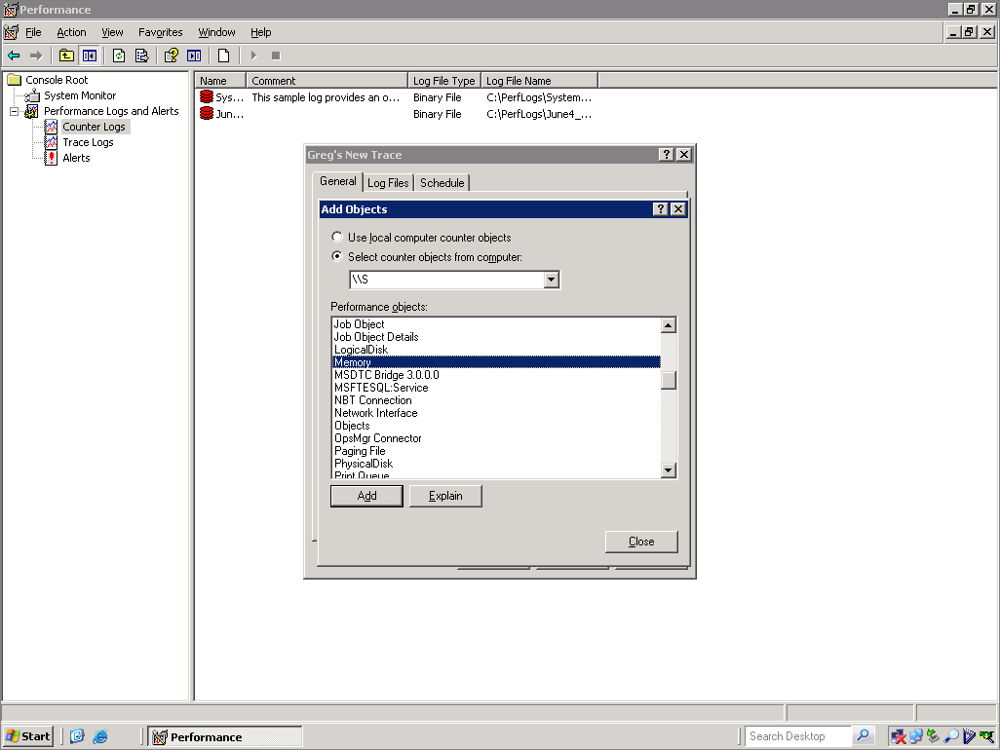 Performance
File Action View Favorites Window Help
Console Root
System Monitor
Performance Logs and Alerts
Counter Logs
Trace Logs
Alerts
Name Comment Log File Type Log File Name
Sys... This sample log provides an o... Binary File C:\PerfLogs\System...
Jun... Binary File C:\PerfLogs\June4_...
Greg's New Trace
General Log Files Schedule
Add Objects
Use local computer counter objects
Select counter objects from computer:
\\S
Performance objects:
Job Object
Job Object Details
LogicalDisk
Memory
MSDTC Bridge 3.0.0.0
MSFTESQL:Service
NBT Connection
Network Interface
Objects
OpsMgr Connector
Paging File
PhysicalDisk
Print Queue
Add Explain
Close
Start Performance Search Desktop